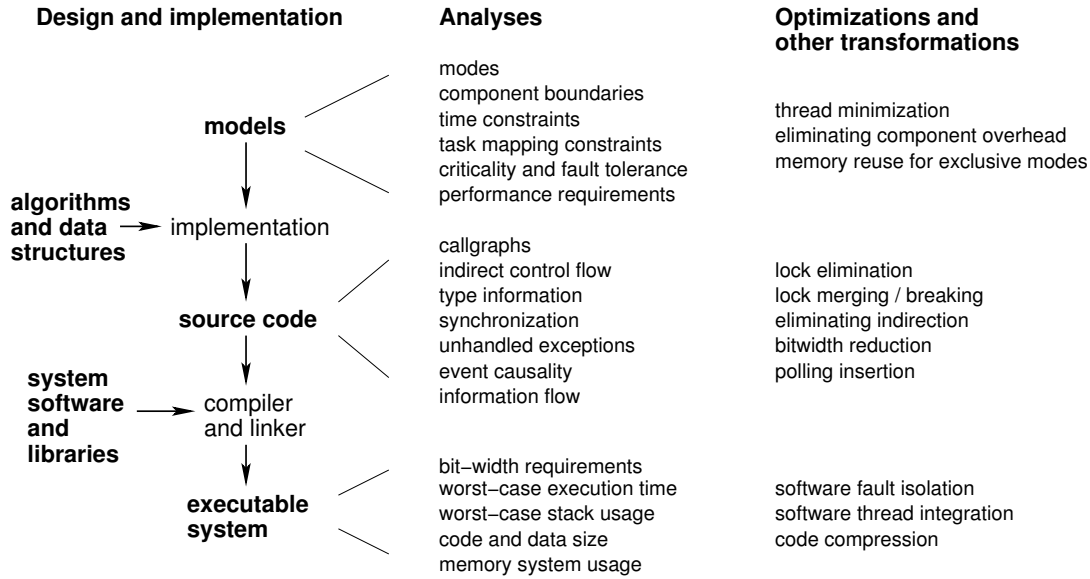 Design and implementation
Analyses
Optimizations and
other transformations
models
modes
component boundaries
time constraints
task mapping constraints
criticality and fault tolerance
performance requirements
thread minimization
eliminating component overhead
memory reuse for exclusive modes
algorithms
and data
structures
implementation
source code
callgraphs
indirect control flow
type information
synchronization
unhandled exceptions
event causality
information flow
lock elimination
lock merging / breaking
eliminating indirection
bitwidth reduction
polling insertion
system
software
and
libraries
compiler
and linker
executable
system
bit−width requirements
worst−case execution time
worst−case stack usage
code and data size
memory system usage
software fault isolation
software thread integration
code compression